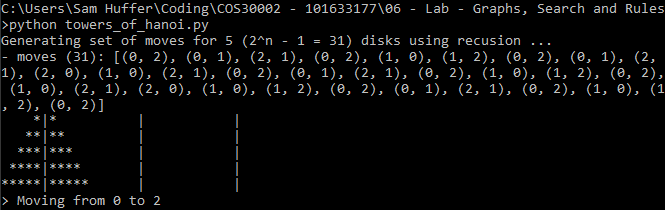 C:\Users\Sam Huffer\Coding\COS30002 - 101633177\06 - Lab - Graphs, Search and Rules
>python towers_of_hanoi.py
Generating set of moves for 5 (2^n - 1 = 31) disks using recusion ...
- moves (31): [(0, 2), (0, 1), (2, 1), (0, 2), (1, 0), (1, 2), (0, 2), (0, 1), (2,
1), (2, 0), (1, 0), (2, 1), (0, 2), (0, 1), (2, 1), (0, 2), (1, 0), (1, 2), (0, 2),
(1, 0), (2, 1), (2, 0), (1, 0), (1, 2), (0, 2), (0, 1), (2, 1), (0, 2), (1, 0), (1
, 2), (0, 2)]
    *|*          |          |
   **|**         |          |
  ***|***        |          |
 ****|****       |          |
*****|*****      |          |
> Moving from 0 to 2